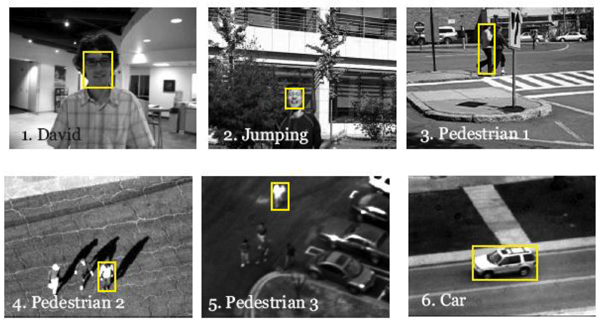 1. David
2. Jumping
3. Pedestrian 1
4. Pedestrian 2
5. Pedestrian 3
6. Car